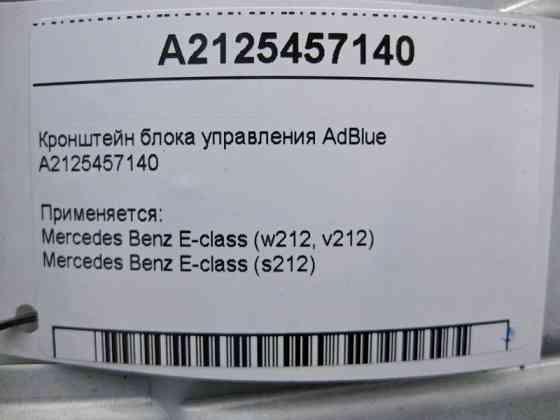 A2125457140
Кронштейн блока управления AdBlue
A2125457140
Применяется:
Mercedes Benz E-class (w212, v212)
Mercedes Benz E-class (s212)